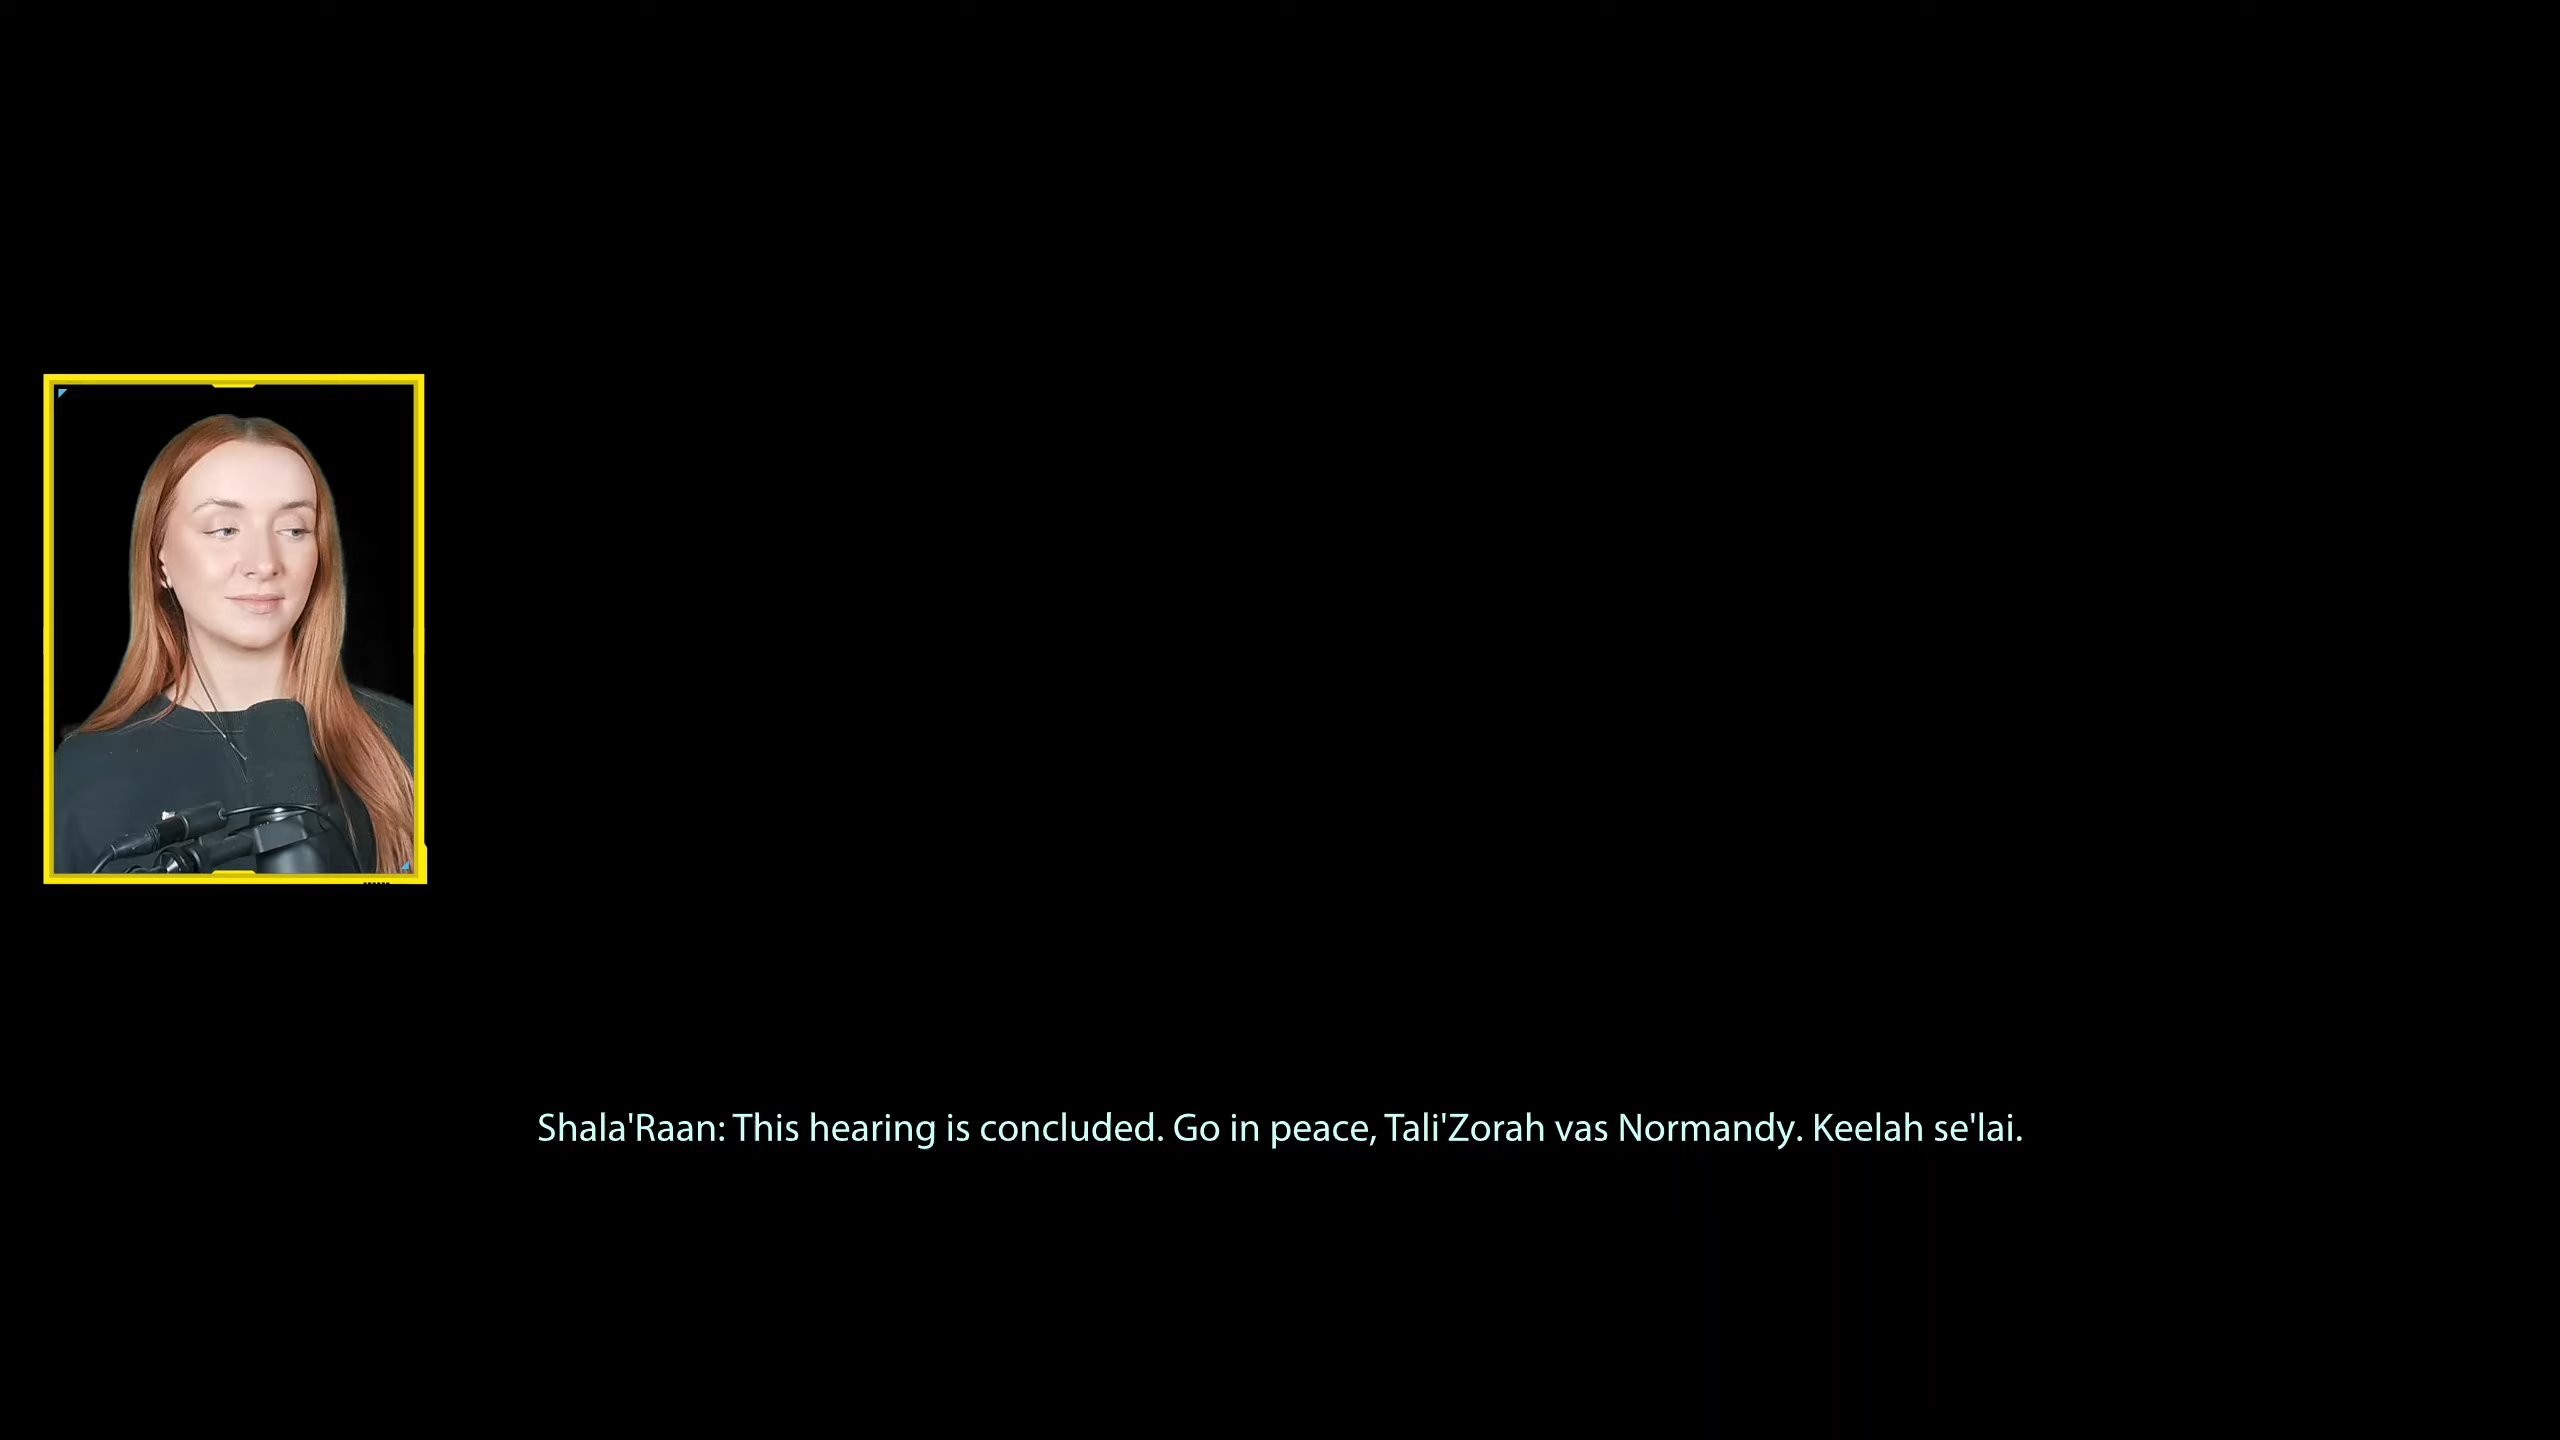 Shala'Raan: This hearing is concluded. Go in peace, Tali'Zorah vas Normandy. Keelah se'lai.